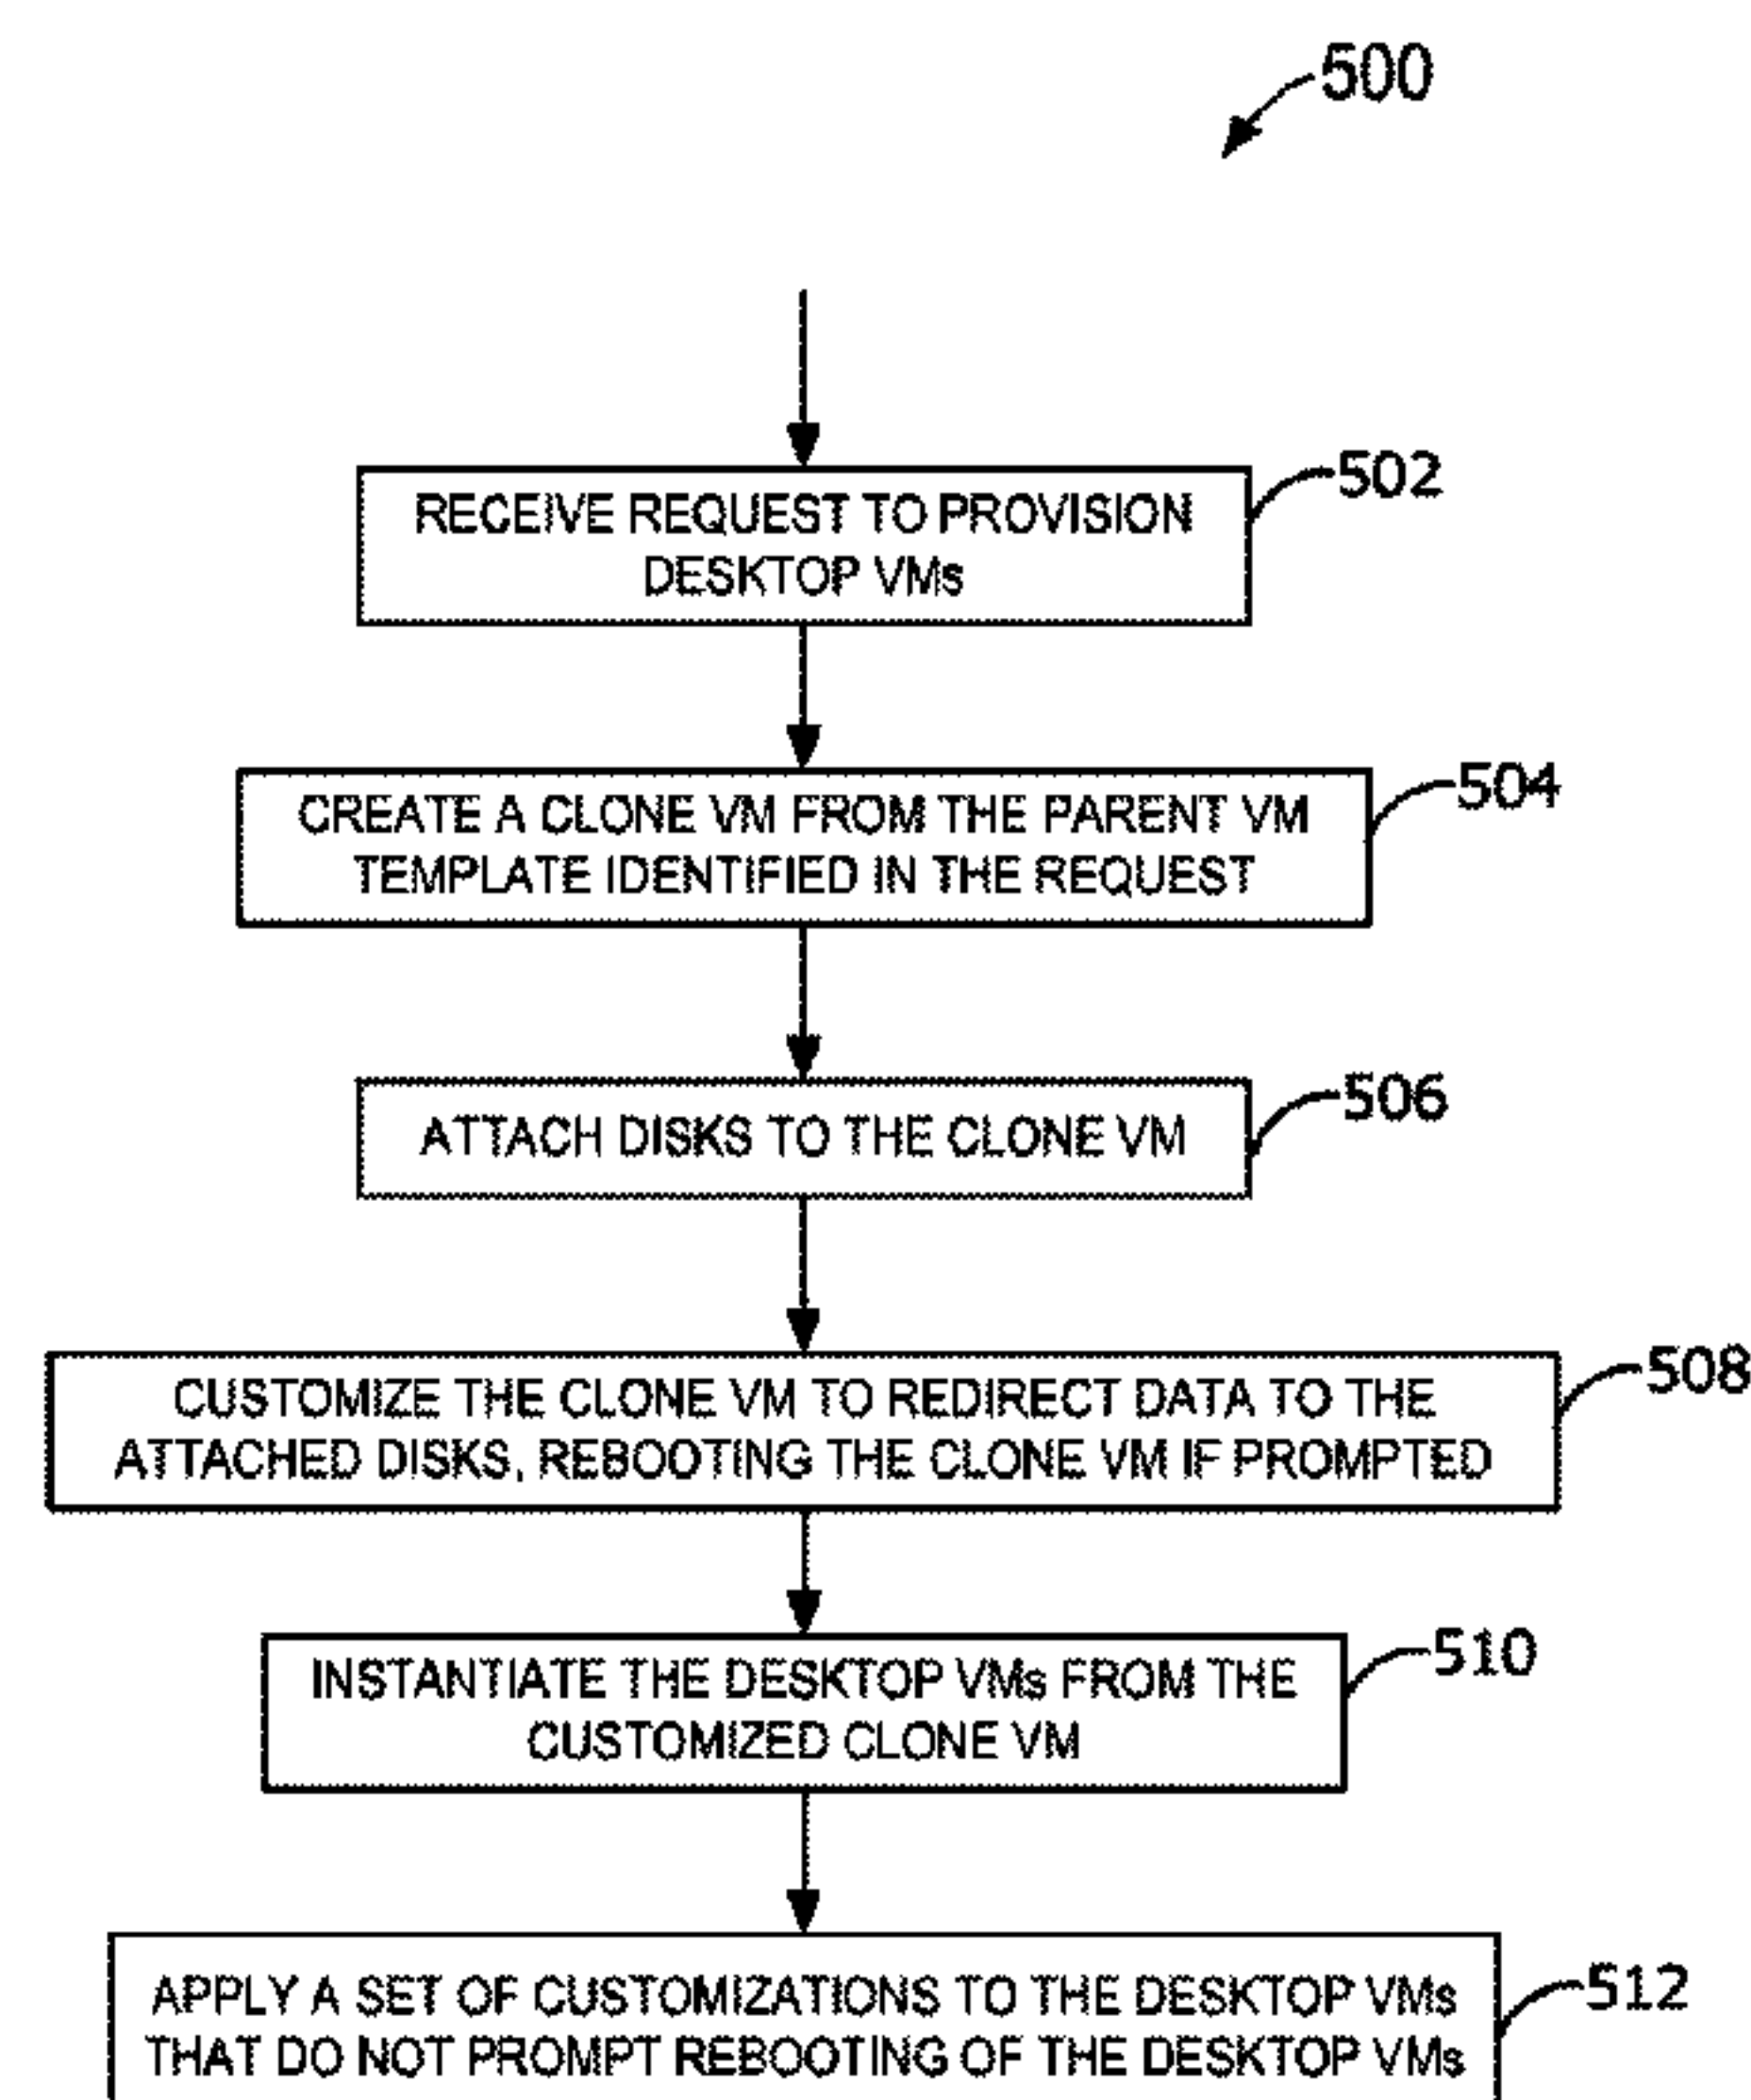 500
RECEIVE REQUEST TO PROVISION
DESKTOP VMs
502
CREATE A CLONE VM FROM THE PARENT VM
TEMPLATE IDENTIFIED IN THE REQUEST
504
ATTACH DISKS TO THE CLONE VM
506
CUSTOMIZE THE CLONE VM TO REDIRECT DATA TO THE
ATTACHED DISKS, REBOOTING THE CLONE VM IF PROMPTED
508
INSTANTIATE THE DESKTOP VMs FROM THE
CUSTOMIZED CLONE VM
510
APPLY A SET OF CUSTOMIZATIONS TO THE DESKTOP VMs
THAT DO NOT PROMPT REBOOTING OF THE DESKTOP VMs
512